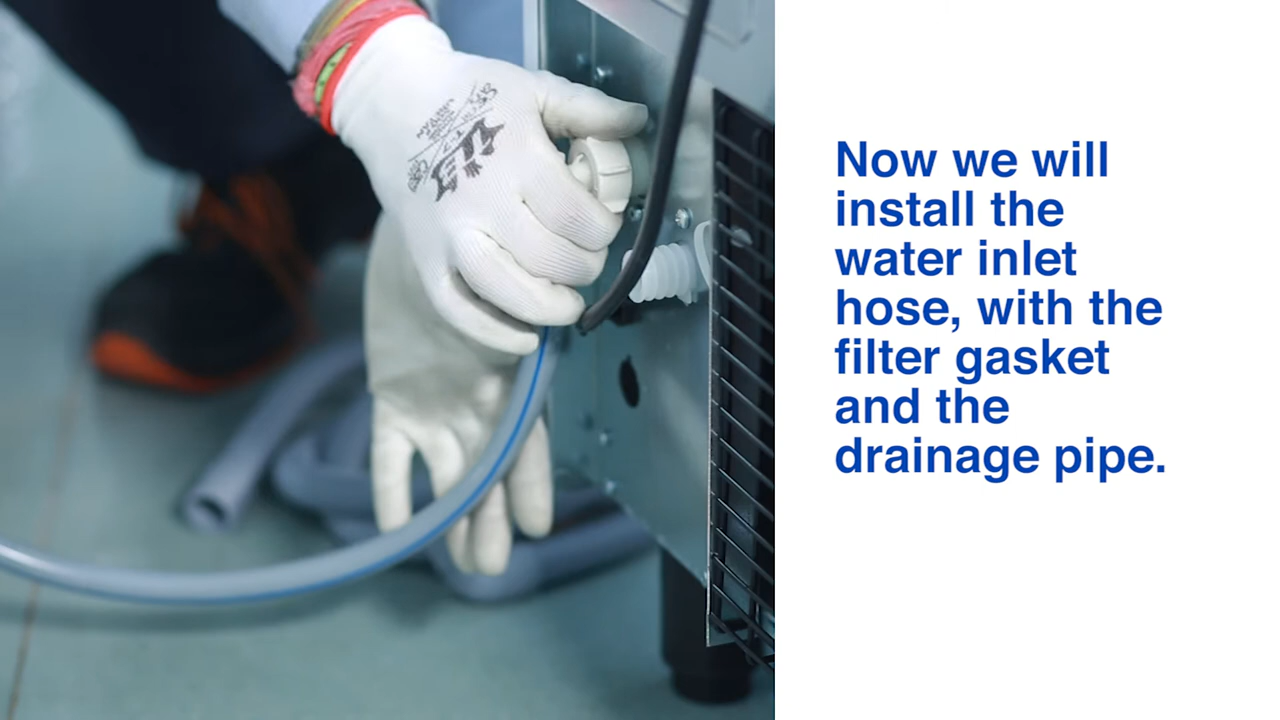 Now we will
install the
water inlet
hose, with the
filter gasket
and the
drainage pipe.